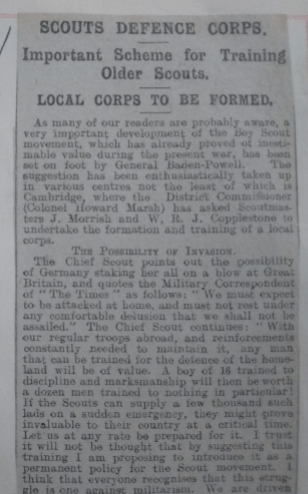 SCOUTS DEFENCE CORPS.
Important Scheme for Training
Older Scouts.
LOCAL CORPS TO BE FORMED.
As many of our readers are probably aware, a
very important development of the Boy Scout
movement, which has already proved of inesti-
mable value during the present war, has been
set on foot by General Baden-Powell. The
suggestion has been enthusiastically taken up
in various centres not the least of which is
Cambridge, where the District Commissioner
(Colonel Howard Marsh) has asked Scoutmas-
ters J. Morrish and W. R. J. Copplestone to
undertake the formation and training of a local
corps.
THE POSSIBILITY OF INVASION.
The Chief Scout points out the possibility
of Germany staking her all on a blow at Great
Britain, and quotes the Military Correspondent
of "The Times" as follows: "We must expect
to be attacked at home, and must not rest under
any comfortable delusion that we shall not be
assailed." The Chief Scout continues: "With
our regular troops abroad, and reinforcements
constantly needed to maintain it, any man
that can be trained for the defence of the home-
land will be of value. A boy of 16 trained to
discipline and marksmanship will then be worth
a dozen men trained to nothing in particular!
If the Scouts can supply a few thousand such
lads on a sudden emergency, they might prove
invaluable to their country at a critical time.
Let us at any rate be prepared for it. I trust
it will not be thought that by suggesting this
training I am proposing to introduce it as a
permanent policy for the Scout movement. I
think that everyone recognises that this strug-
gle is one against militarism. We are driven